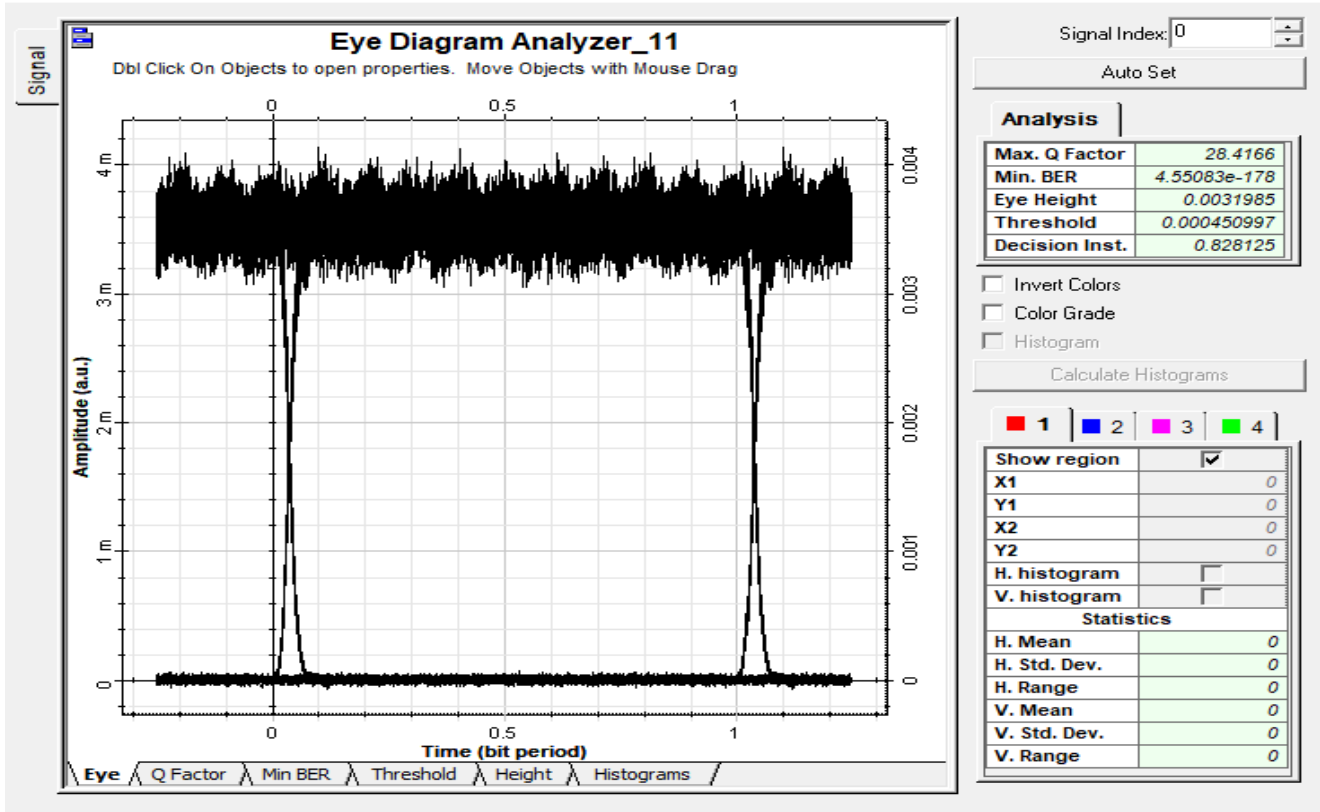 Signal
Eye Diagram Analyzer_11
Dbl Click On Objects to open properties. Move Objects with Mouse Drag
0 0.5 1
4 m
3 m
2 m
1 m
0
Amplitude (a.u.)
0.004
0.003
0.002
0.001
0
0 0.5 1
Time (bit period)
Eye Q Factor Min BER Threshold Height Histograms
Signal Index: 0
Auto Set
Analysis
Max. Q Factor 28.4166
Min. BER 4.55083e-178
Eye Height 0.0031985
Threshold 0.000450997
Decision Inst. 0.828125
Invert Colors
Color Grade
Histogram
Calculate Histograms
1 2 3 4
Show region
X1 0
Y1 0
X2 0
Y2 0
H. histogram
V. histogram
Statistics
H. Mean 0
H. Std. Dev. 0
H. Range 0
V. Mean 0
V. Std. Dev. 0
V. Range 0